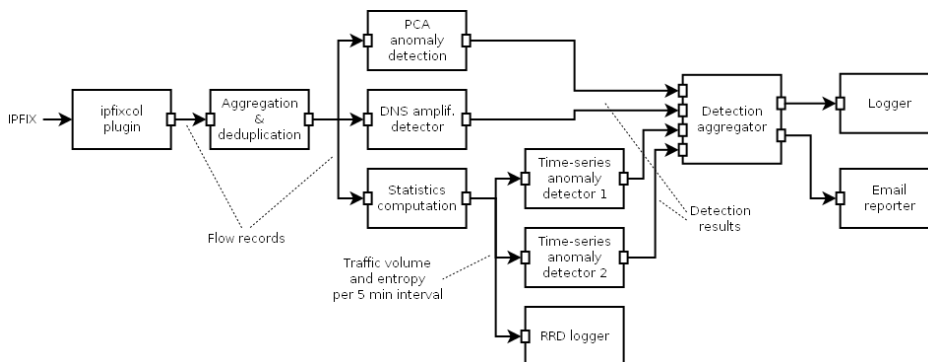 PCA
anomaly
detection
IPFIX
ipfixcol
plugin
Aggregation
&
deduplication
DNS amplif.
detector
Statistics
computation
Time-series
anomaly
detector 1
Time-series
anomaly
detector 2
RRD logger
Detection
aggregator
Logger
Email
reporter
Flow records
Traffic volume
and entropy
per 5 min interval
Detection
results